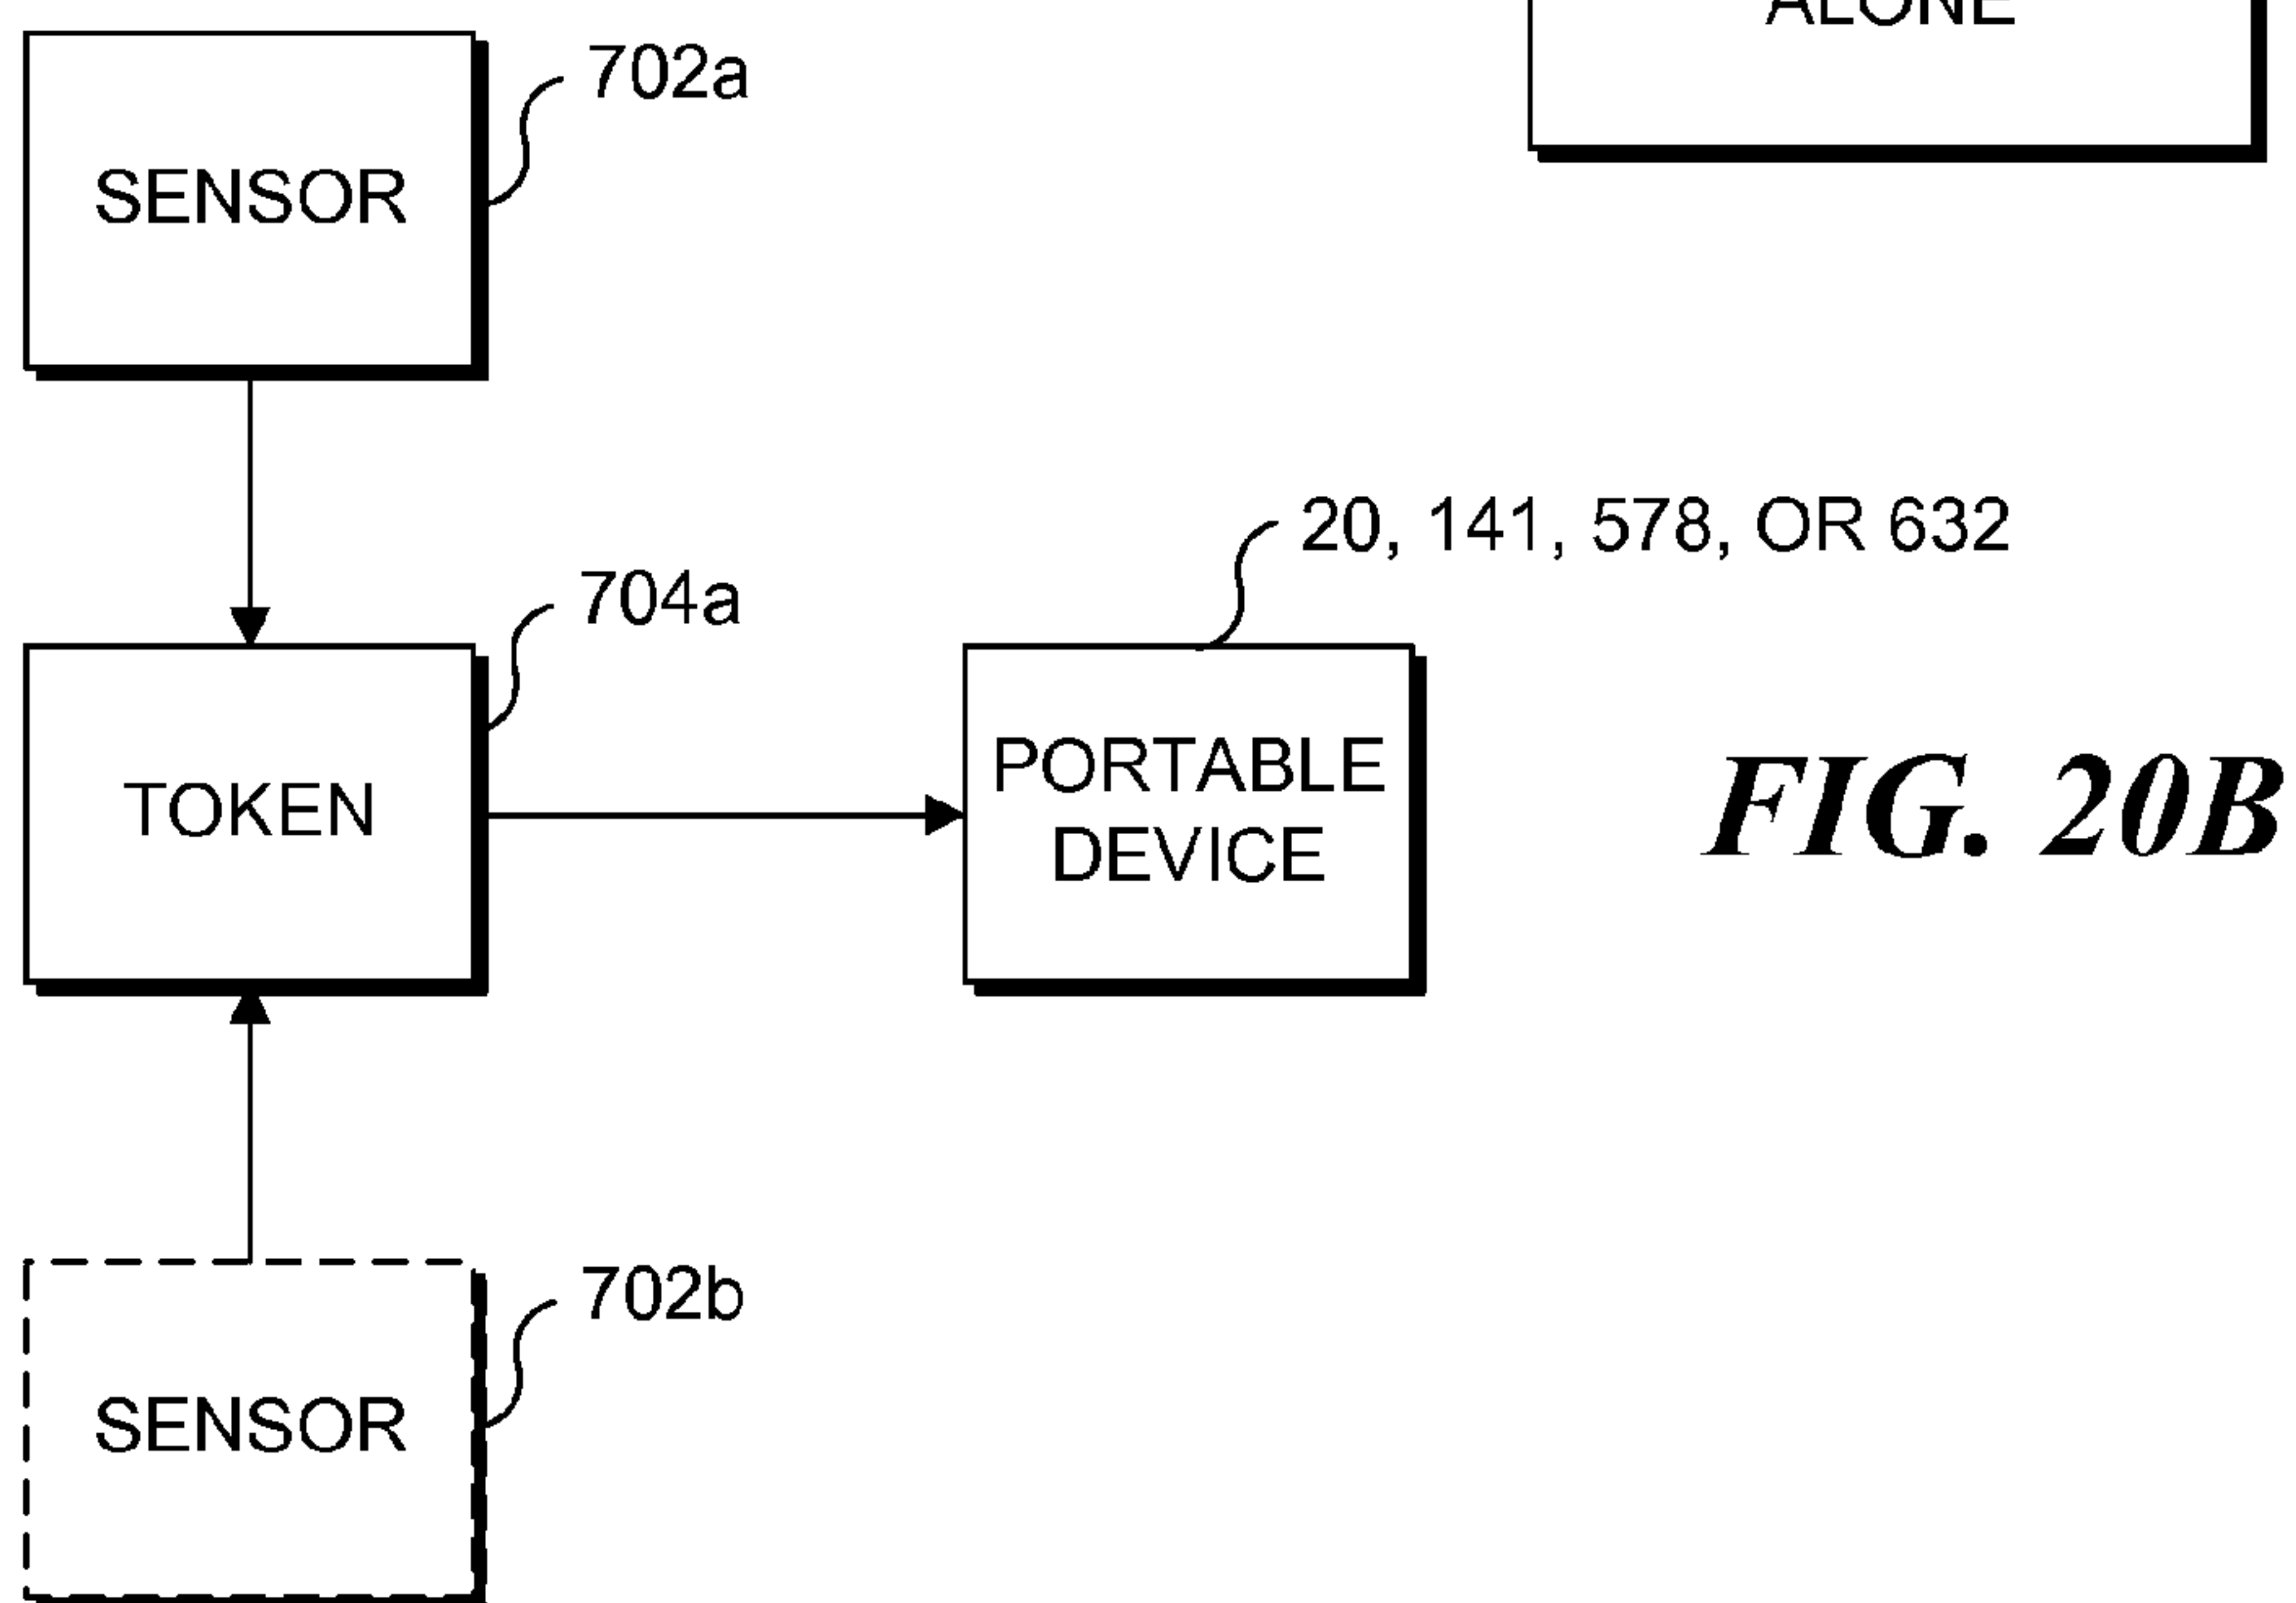 ALONE
702a
SENSOR
20, 141, 578, OR 632
704a
PORTABLE
DEVICE
TOKEN
FIG. 20B
702b
SENSOR